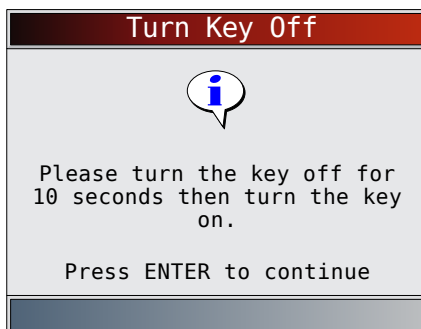 Turn Key Off
i
Please turn the key off for
10 seconds then turn the key
on.
Press ENTER to continue